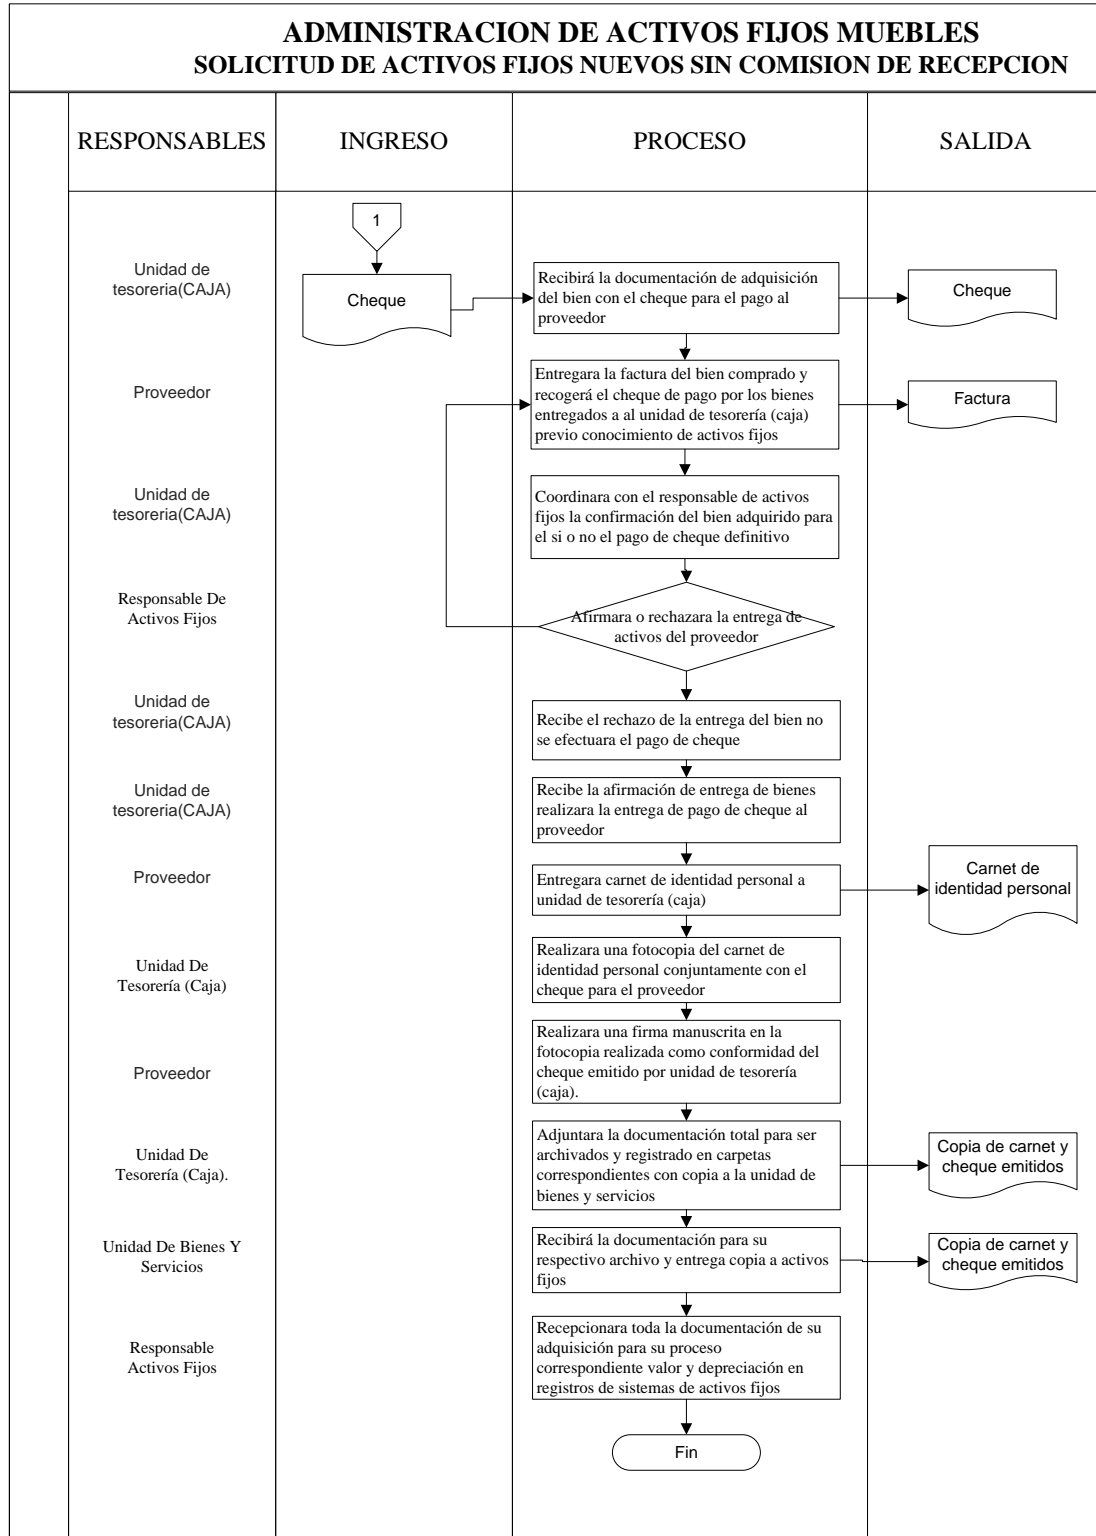 ADMINISTRACION DE ACTIVOS FIJOS MUEBLES
SOLICITUD DE ACTIVOS FIJOS NUEVOS SIN COMISION DE RECEPCION
RESPONSABLES
INGRESO
PROCESO
SALIDA
1
Unidad de
tesoreria(CAJA)
Cheque
Recibirá la documentación de adquisición
del bien con el cheque para el pago al
proveedor
Cheque
Proveedor
Entregara la factura del bien comprado y
recogerá el cheque de pago por los bienes
entregados a al unidad de tesorería (caja)
previo conocimiento de activos fijos
Factura
Unidad de
tesoreria(CAJA)
Coordinara con el responsable de activos
fijos la confirmación del bien adquirido para
el si o no el pago de cheque definitivo
Responsable De
Activos Fijos
Afirmara o rechazara la entrega de
activos del proveedor
Unidad de
tesoreria(CAJA)
Recibe el rechazo de la entrega del bien no
se efectuara el pago de cheque
Unidad de
tesoreria(CAJA)
Recibe la afirmación de entrega de bienes
realizara la entrega de pago de cheque al
proveedor
Proveedor
Entregara carnet de identidad personal a
unidad de tesorería (caja)
Carnet de
identidad personal
Unidad De
Tesorería (Caja)
Realizara una fotocopia del carnet de
identidad personal conjuntamente con el
cheque para el proveedor
Proveedor
Realizara una firma manuscrita en la
fotocopia realizada como conformidad del
cheque emitido por unidad de tesorería
(caja).
Unidad De
Tesorería (Caja).
Adjuntara la documentación total para ser
archivados y registrado en carpetas
correspondientes con copia a la unidad de
bienes y servicios
Copia de carnet y
cheque emitidos
Unidad De Bienes Y
Servicios
Recibirá la documentación para su
respectivo archivo y entrega copia a activos
fijos
Copia de carnet y
cheque emitidos
Responsable
Activos Fijos
Recepcionara toda la documentación de su
adquisición para su proceso
correspondiente valor y depreciación en
registros de sistemas de activos fijos
Fin